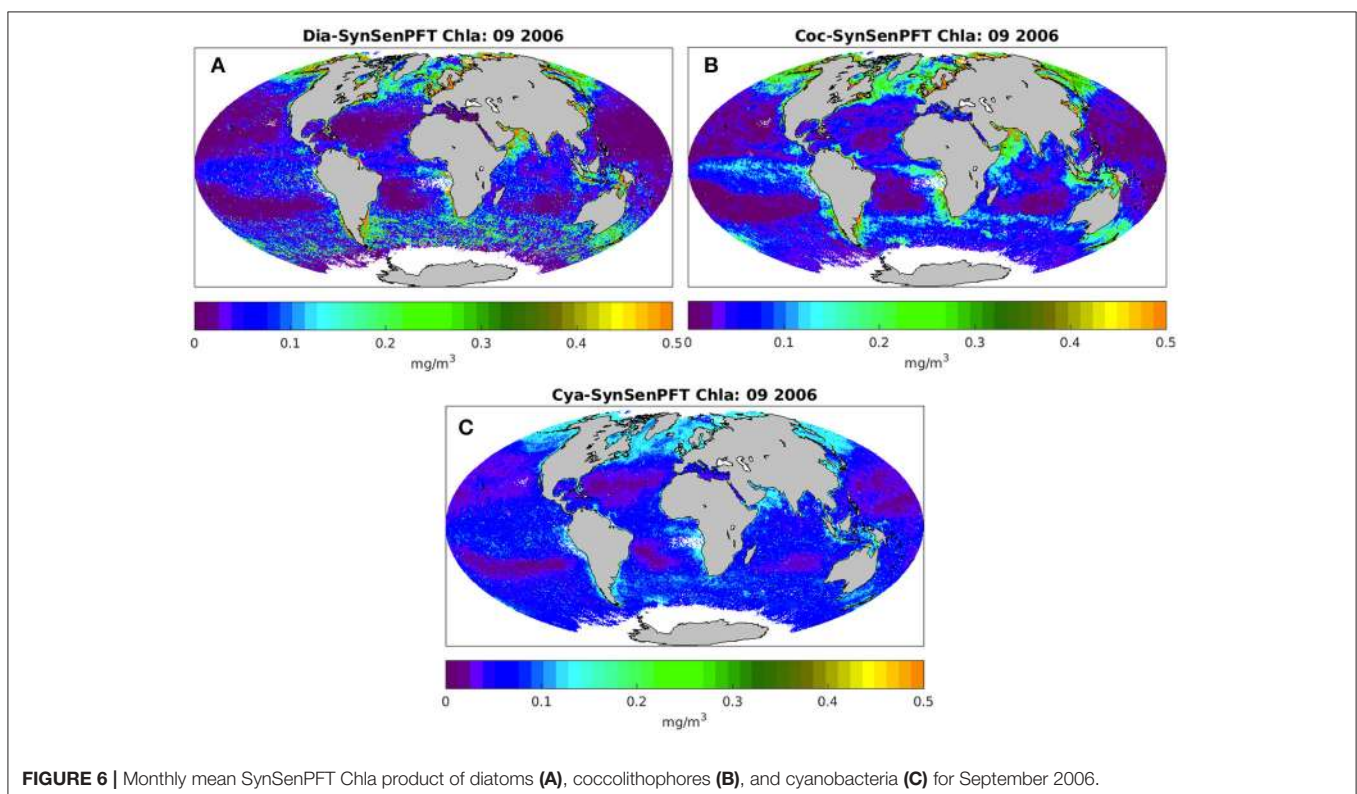 Dia-SynSenPFT Chla: 09 2006
A
0 0.1 0.2 0.3 0.4 0.5
mg/m³
Coc-SynSenPFT Chla: 09 2006
B
0.1 0.2 0.3 0.4 0.5
mg/m³
Cya-SynSenPFT Chla: 09 2006
C
0 0.1 0.2 0.3 0.4 0.5
mg/m³
FIGURE 6 | Monthly mean SynSenPFT Chla product of diatoms (A), coccolithophores (B), and cyanobacteria (C) for September 2006.